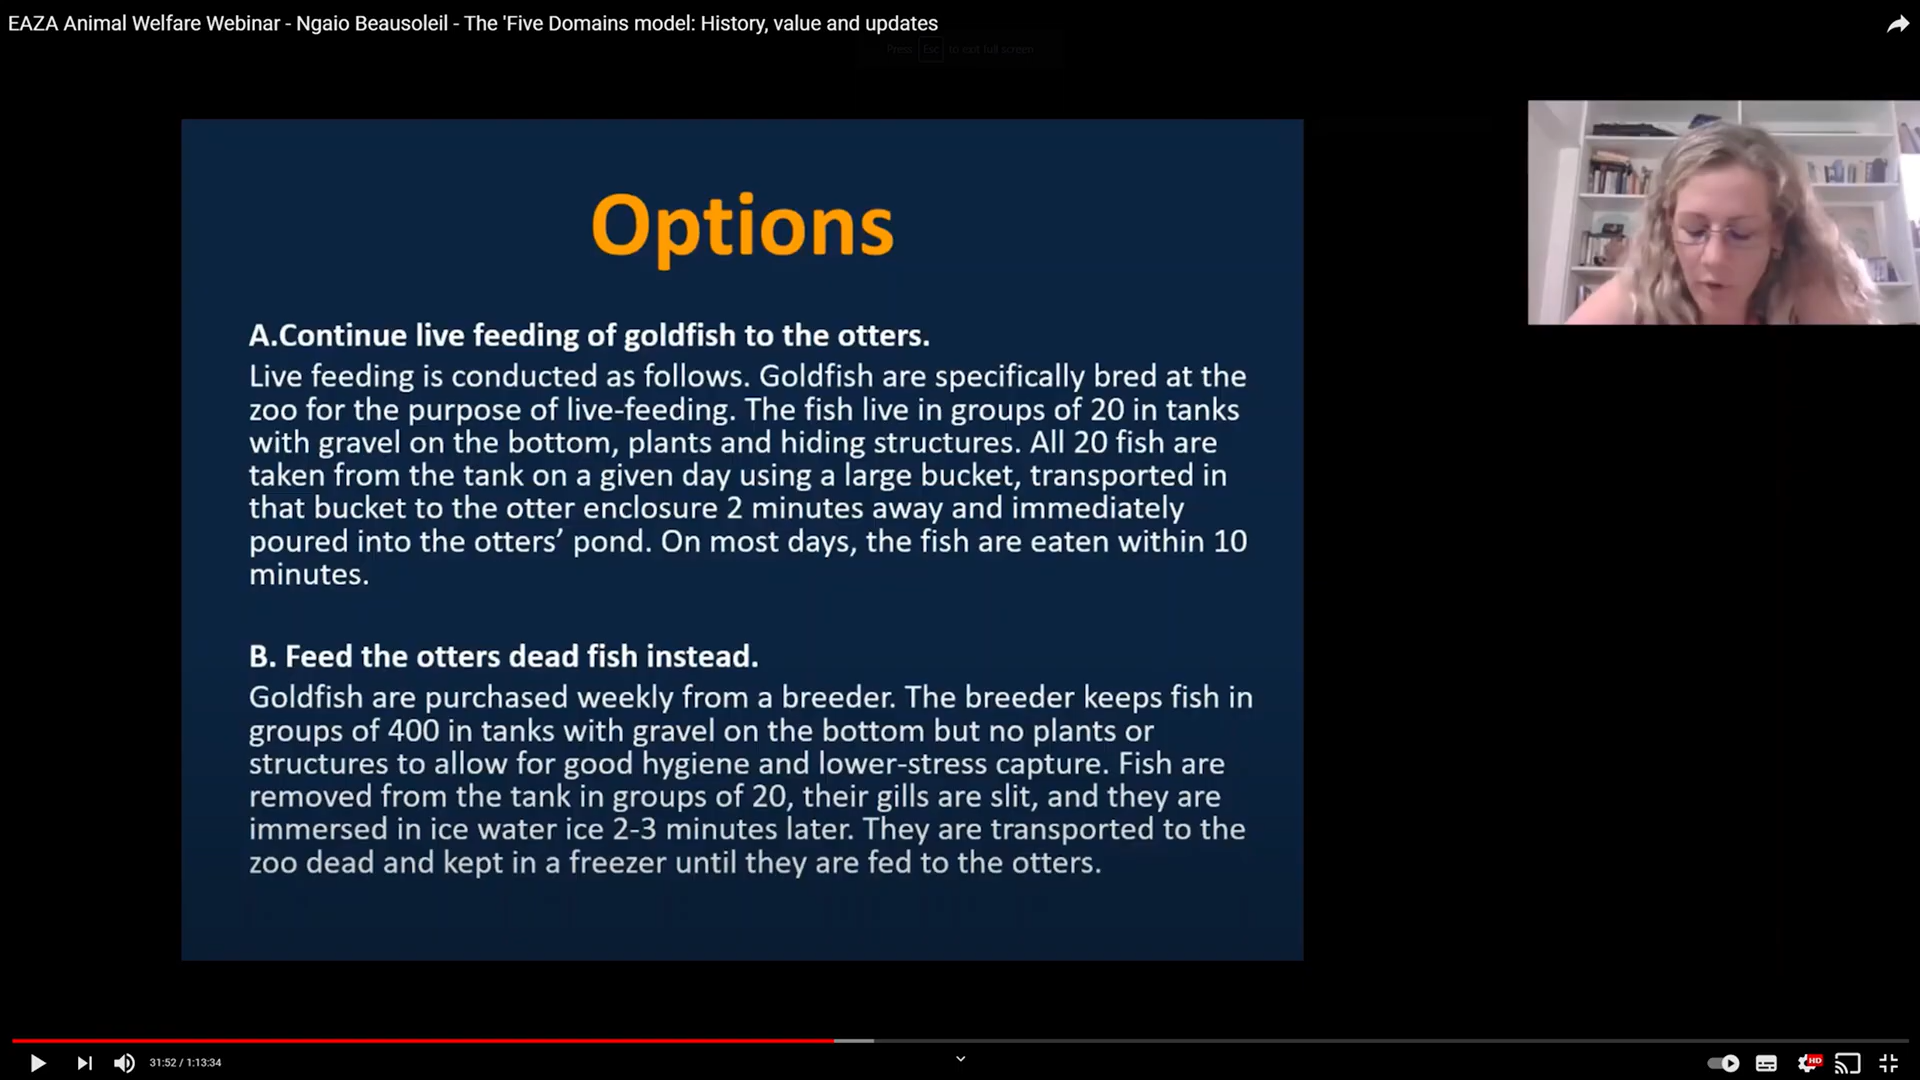 EAZA Animal Welfare Webinar - Ngaio Beausoleil - The 'Five Domains model: History, value and updates
Press Esc to exit full screen
Options
A.Continue live feeding of goldfish to the otters.
Live feeding is conducted as follows. Goldfish are specifically bred at the
zoo for the purpose of live-feeding. The fish live in groups of 20 in tanks
with gravel on the bottom, plants and hiding structures. All 20 fish are
taken from the tank on a given day using a large bucket, transported in
that bucket to the otter enclosure 2 minutes away and immediately
poured into the otters’ pond. On most days, the fish are eaten within 10
minutes.
B. Feed the otters dead fish instead.
Goldfish are purchased weekly from a breeder. The breeder keeps fish in
groups of 400 in tanks with gravel on the bottom but no plants or
structures to allow for good hygiene and lower-stress capture. Fish are
removed from the tank in groups of 20, their gills are slit, and they are
immersed in ice water ice 2-3 minutes later. They are transported to the
zoo dead and kept in a freezer until they are fed to the otters.
31:52 / 1:13:34
HD